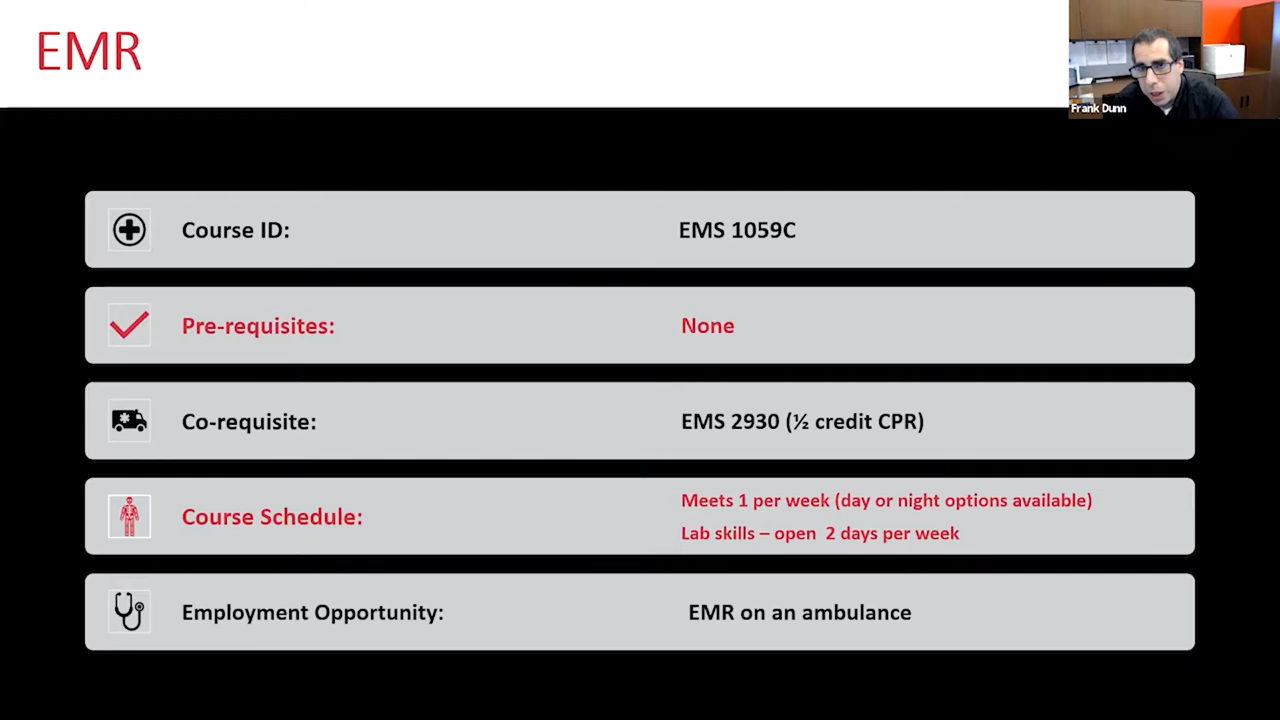 EMR
Frank Dunn
Course ID: EMS 1059C
Pre-requisites: None
Co-requisite: EMS 2930 (½ credit CPR)
Course Schedule: Meets 1 per week (day or night options available)
Lab skills – open 2 days per week
Employment Opportunity: EMR on an ambulance